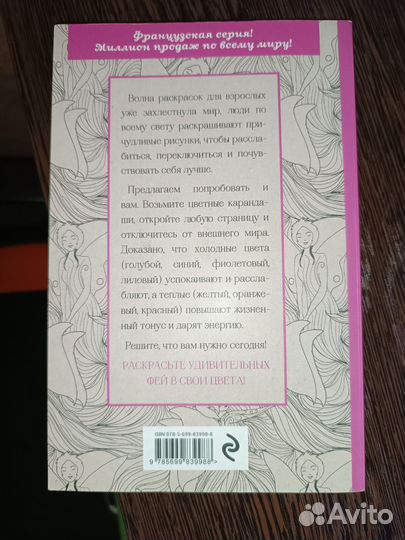 Французская серия!
Миллион продаж по всему миру!
Волна раскрасок для взрослых
уже захлестнула мир, люди по
всему свету раскрашивают при-
чудливые рисунки, чтобы рассла-
биться, переключиться и почув-
ствовать себя лучше.
Предлагаем попробовать и
вам. Возьмите цветные каранда-
ши, откройте любую страницу и
отключитесь от внешнего мира.
Доказано, что холодные цвета
(голубой, синий, фиолетовый,
лиловый) успокаивают и рассла-
бляют, а теплые (желтый, оранже-
вый, красный) повышают жизнен-
ный тонус и дарят энергию.
Решите, что вам нужно сегодня!
РАСКРАСЬТЕ УДИВИТЕЛЬНЫХ
ФЕЙ В СВОИ ЦВЕТА!
ISBN 978-5-699-83998-8
9 785699 839988 >
Avito